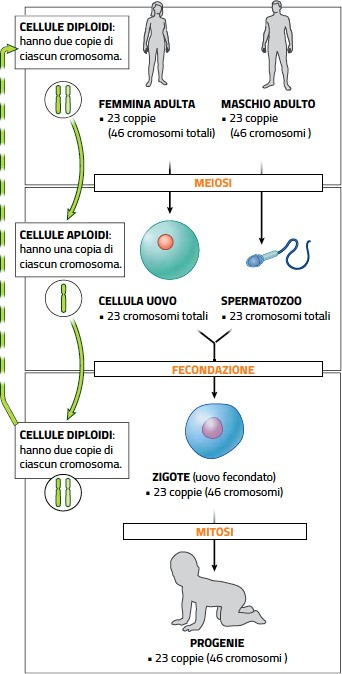 CELLULE DIPLOIDI:
hanno due copie di
ciascun cromosoma.
FEMMINA ADULTA
▪ 23 coppie
(46 cromosomi totali)
MASCHIO ADULTO
▪ 23 coppie
(46 cromosomi )
MEIOSI
CELLULE APLOIDI:
hanno una copia di
ciascun cromosoma.
CELLULA UOVO
▪ 23 cromosomi totali
SPERMATOZOO
▪ 23 cromosomi totali
FECONDAZIONE
CELLULE DIPLOIDI:
hanno due copie di
ciascun cromosoma.
ZIGOTE (uovo fecondato)
▪ 23 coppie (46 cromosomi)
MITOSI
PROGENIE
▪ 23 coppie (46 cromosomi )